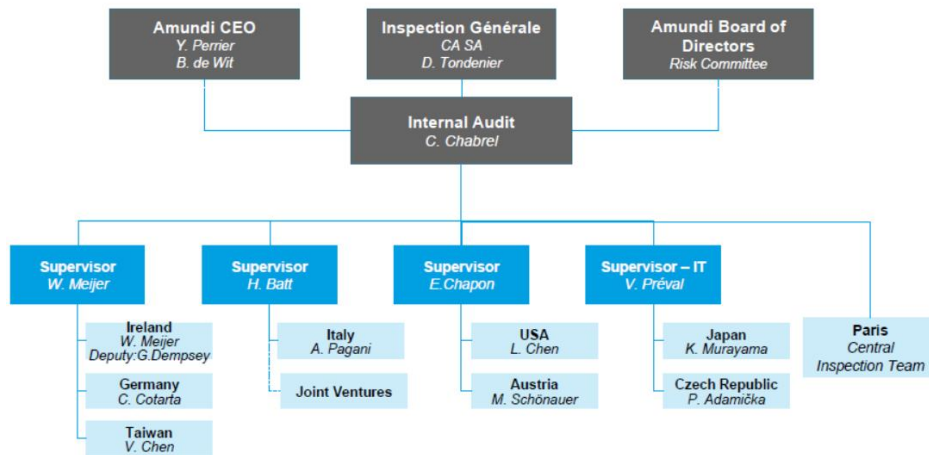 Amundi CEO
Y. Perrier
B. de Wit
Inspection Générale
CA SA
D. Tondenier
Amundi Board of
Directors
Risk Committee
Internal Audit
C. Chabrel
Supervisor
W. Meijer
Supervisor
H. Batt
Supervisor
E.Chapon
Supervisor – IT
V. Préval
Ireland
W. Meijer
Deputy:G.Dempsey
Germany
C. Cotarta
Taiwan
V. Chen
Italy
A. Pagani
Joint Ventures
USA
L. Chen
Austria
M. Schönauer
Japan
K. Murayama
Czech Republic
P. Adamička
Paris
Central
Inspection Team